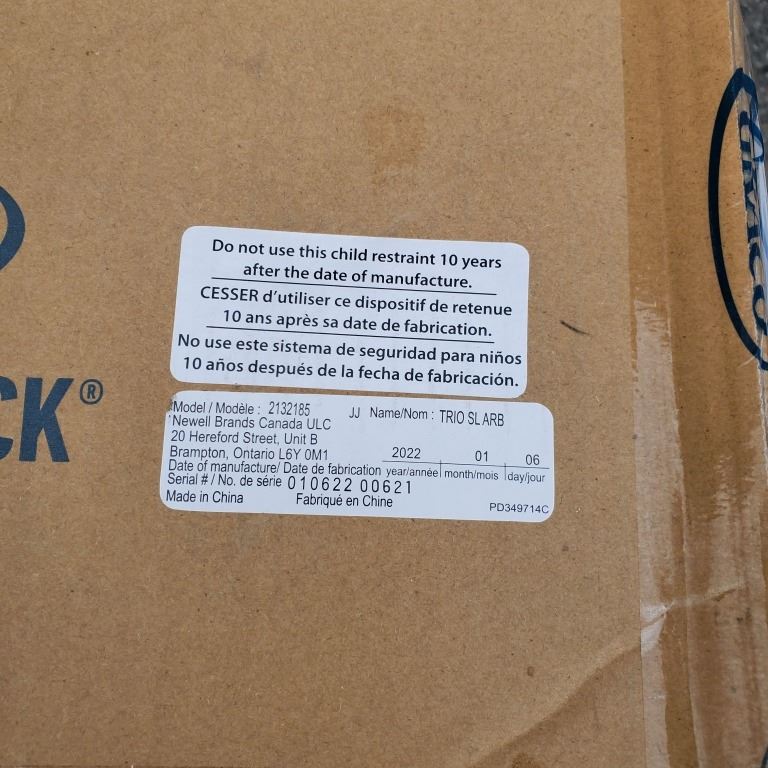 Do not use this child restraint 10 years
after the date of manufacture.
CESSER d'utiliser ce dispositif de retenue
10 ans après sa date de fabrication.
No use este sistema de seguridad para niños
10 años después de la fecha de fabricación.
CK®
Model / Modèle : 2132185 JJ Name/Nom : TRIO SL ARB
Newell Brands Canada ULC
20 Hereford Street, Unit B
Brampton, Ontario L6Y 0M1 2022 01 06
Date of manufacture/ Date de fabrication year/année month/mois day/jour
Serial # / No. de série 010622 00621
Made in China Fabriqué en Chine PD349714C